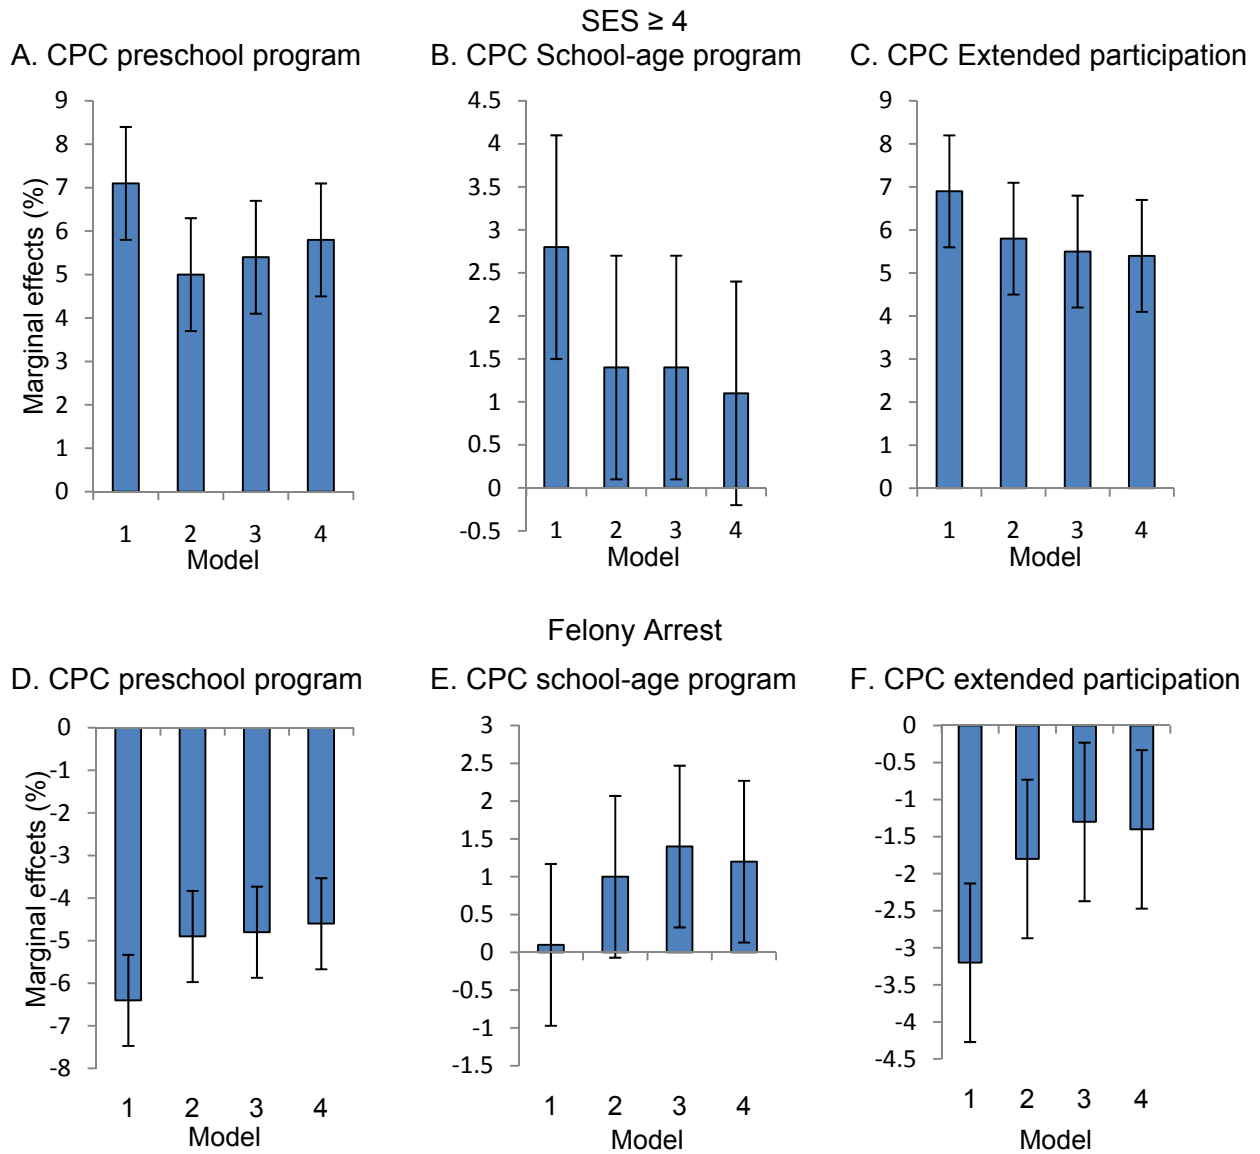 SES ≥ 4
A. CPC preschool program
B. CPC School-age program
C. CPC Extended participation
Marginal effects (%)
9
8
7
6
5
4
3
2
1
0
1 2 3 4
Model
4.5
4
3.5
3
2.5
2
1.5
1
0.5
0
-0.5
1 2 3 4
Model
9
8
7
6
5
4
3
2
1
0
1 2 3 4
Model
Felony Arrest
D. CPC preschool program
E. CPC school-age program
F. CPC extended participation
Marginal effcets (%)
0
-1
-2
-3
-4
-5
-6
-7
-8
1 2 3 4
Model
3
2.5
2
1.5
1
0.5
0
-0.5
-1
-1.5
1 2 3 4
Model
0
-0.5
-1
-1.5
-2
-2.5
-3
-3.5
-4
-4.5
1 2 3 4
Model